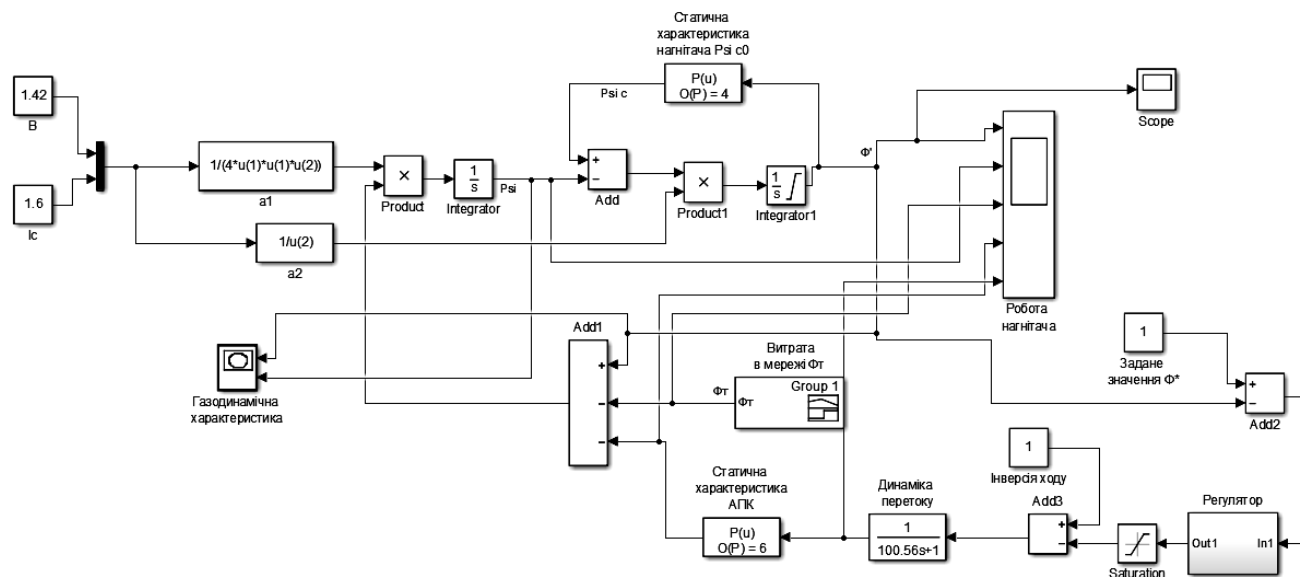 Статична
характеристика
нагнітача Psi c0
P(u)
O(P) = 4
Psi c
1.42
B
1.6
Ic
1/(4*u(1)*u(1)*u(2))
a1
1/u(2)
a2
×
Product
1
s
Integrator
Psi
+
−
Add
×
Product1
1
s
Integrator1
Ф'
Scope
Робота
нагнітача
Газодинамічна
характеристика
Add1
+
−
−
Витрата
в мережі Фт
Group 1
Фт
Фт
1
Задане
значення Ф*
+
−
Add2
1
Інверсія ходу
Статична
характеристика
АПК
P(u)
O(P) = 6
Динаміка
перетоку
1
100.56s+1
Add3
+
−
Saturation
Регулятор
Out1
In1